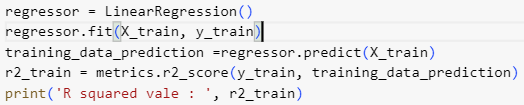 regressor = LinearRegression()
regressor.fit(X_train, y_train)
training_data_prediction =regressor.predict(X_train)
r2_train = metrics.r2_score(y_train, training_data_prediction)
print('R squared vale : ', r2_train)